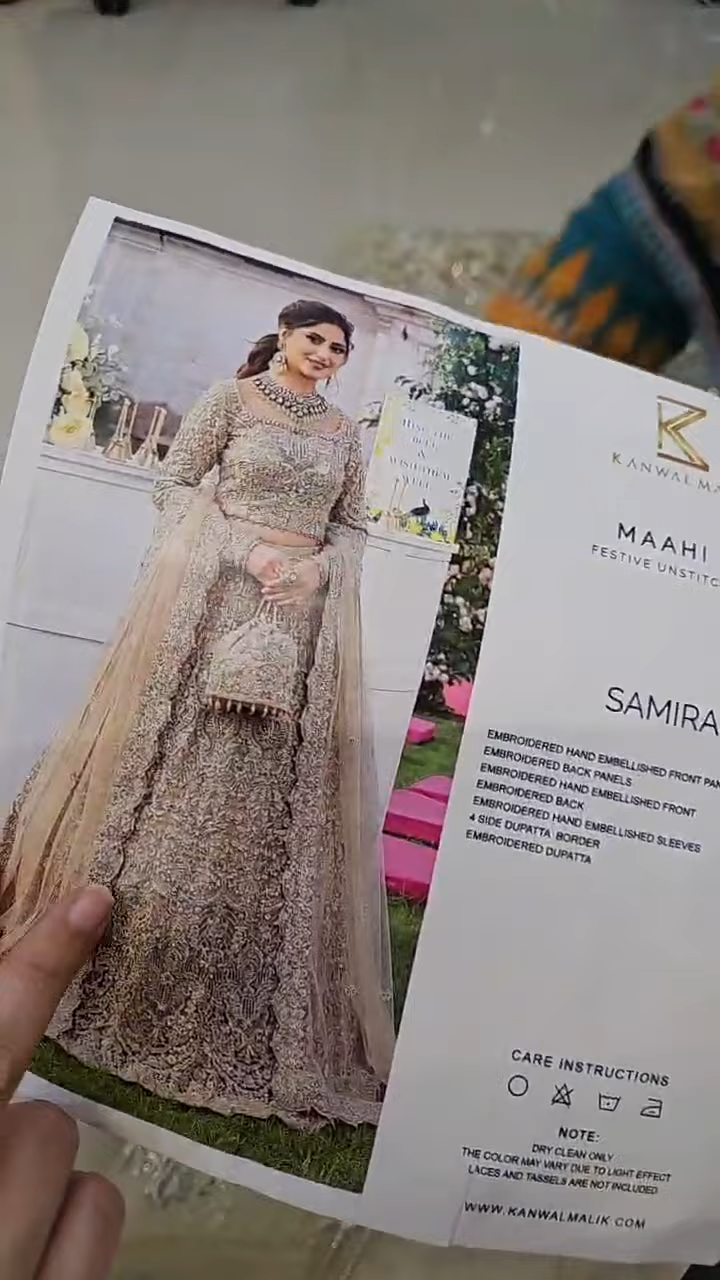 KANWAL MA
MAAHI
FESTIVE UNSTITC
SAMIRA
EMBROIDERED HAND EMBELLISHED FRONT PAN
EMBROIDERED BACK PANELS
EMBROIDERED HAND EMBELLISHED FRONT
EMBROIDERED BACK
EMBROIDERED HAND EMBELLISHED SLEEVES
4 SIDE DUPATTA BORDER
EMBROIDERED DUPATTA
CARE INSTRUCTIONS
NOTE:
DRY CLEAN ONLY
THE COLOR MAY VARY DUE TO LIGHT EFFECT
LACES AND TASSELS ARE NOT INCLUDED
WWW.KANWALMALIK.COM